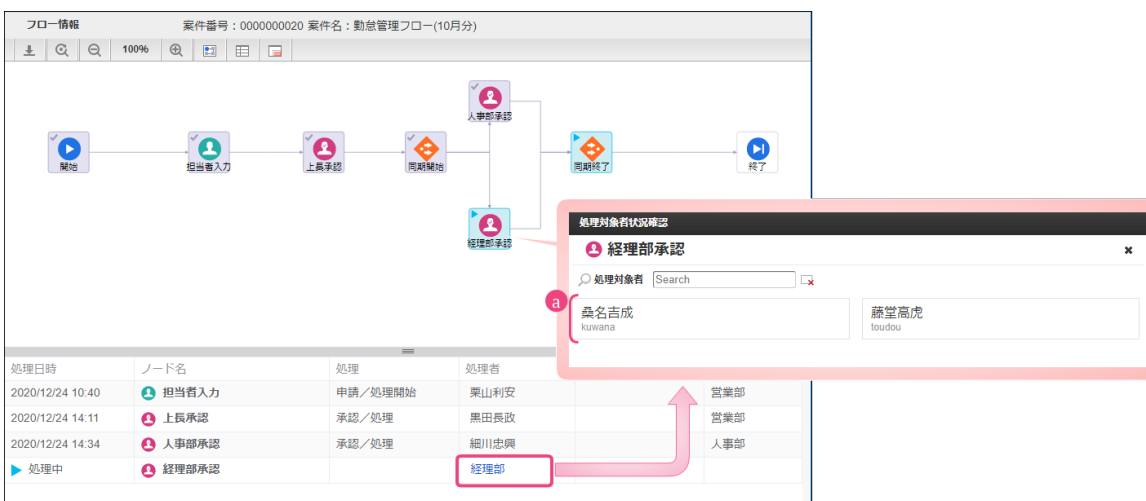 フロー情報 案件番号：0000000020 案件名：勤怠管理フロー(10月分)
100%
人事部承認
開始 担当者入力 上長承認 同期開始 同期終了 終了
経理部承認
処理対象者状況確認
経理部承認
処理対象者 Search
a
桑名吉成 藤堂高虎
kuwana toudou
処理日時 ノード名 処理 処理者
2020/12/24 10:40 担当者入力 申請／処理開始 栗山利安 営業部
2020/12/24 14:11 上長承認 承認／処理 黒田長政 営業部
2020/12/24 14:34 人事部承認 承認／処理 細川忠興 人事部
処理中 経理部承認 経理部